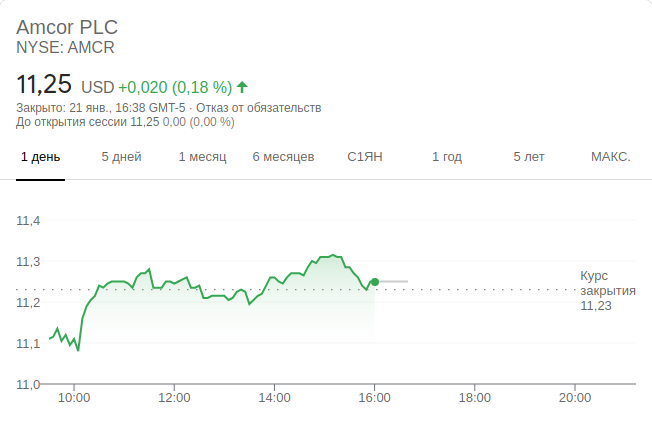 Amcor PLC
NYSE: AMCR
11,25 USD +0,020 (0,18 %)
Закрыто: 21 янв., 16:38 GMT-5 · Отказ от обязательств
До открытия сессии 11,25 0,00 (0,00 %)
1 день 5 дней 1 месяц 6 месяцев С1ЯН 1 год 5 лет МАКС.
11,4
11,3
11,2
11,1
11,0
Курс
закрытия
11,23
10:00 12:00 14:00 16:00 18:00 20:00